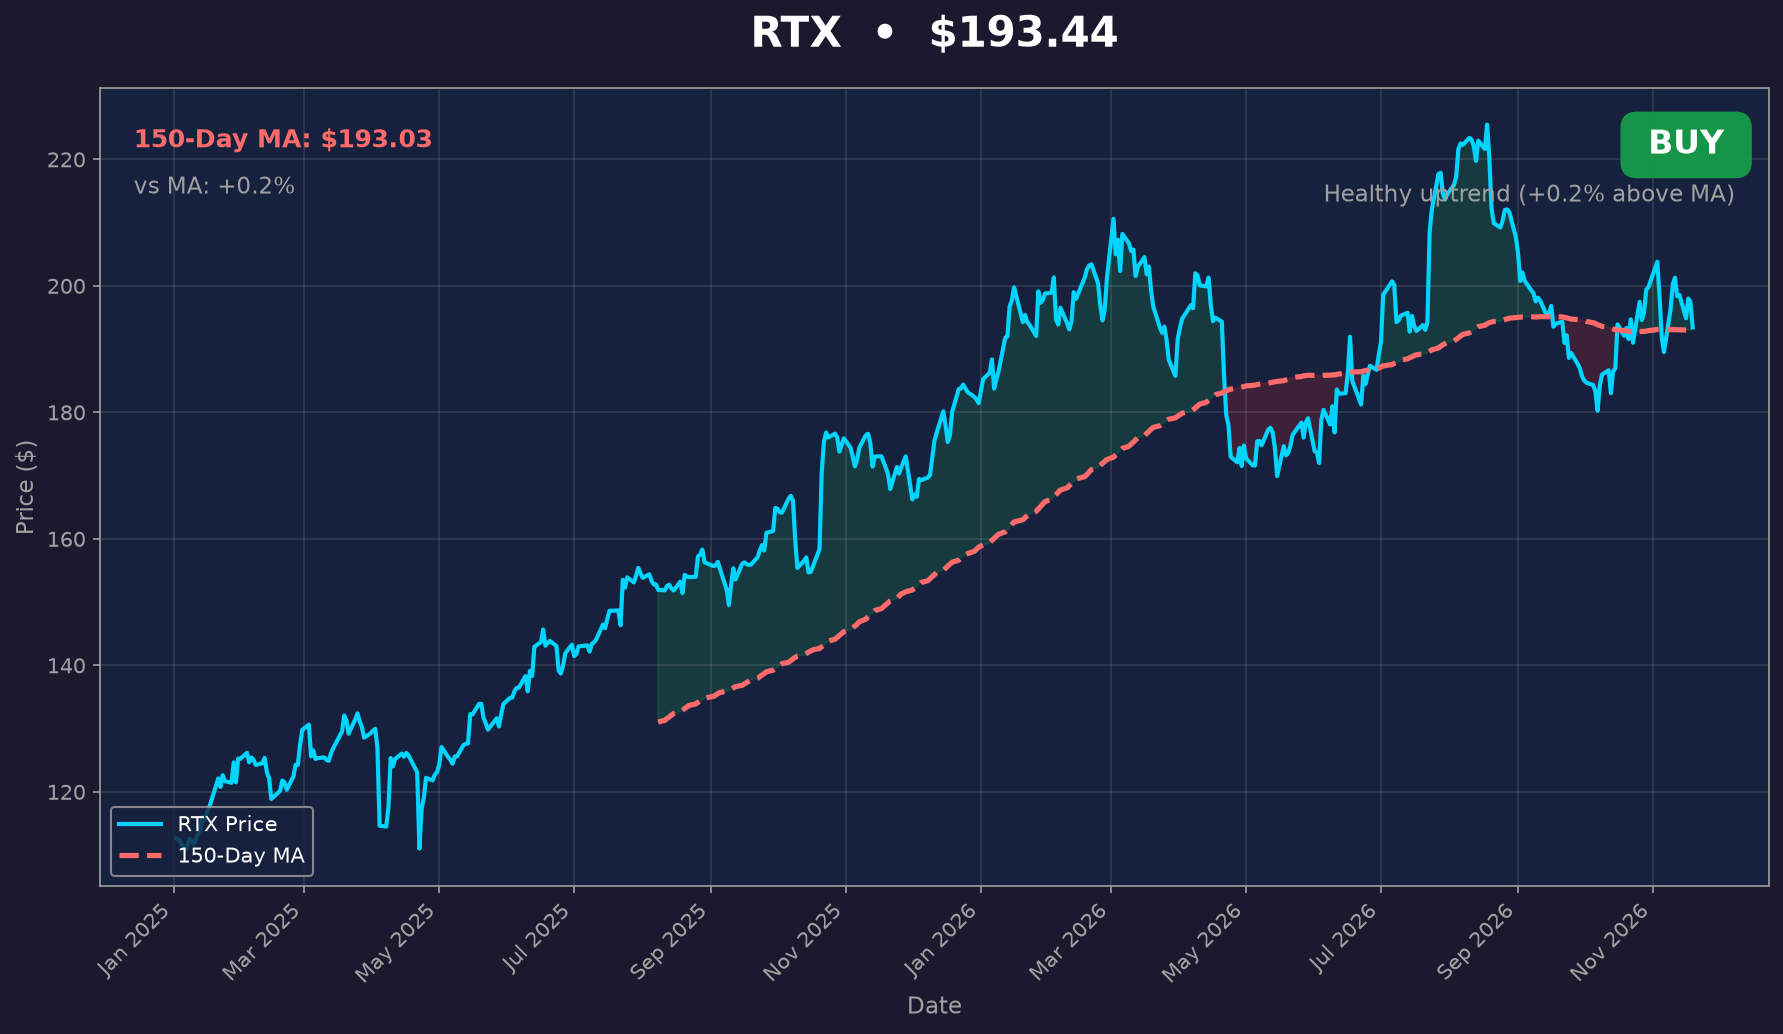 RTX • $193.44
150-Day MA: $193.03
vs MA: +0.2%
BUY
Healthy uptrend (+0.2% above MA)
Price ($)
220
200
180
160
140
120
RTX Price
150-Day MA
Jan 2025
Mar 2025
May 2025
Jul 2025
Sep 2025
Nov 2025
Jan 2026
Mar 2026
May 2026
Jul 2026
Sep 2026
Nov 2026
Date